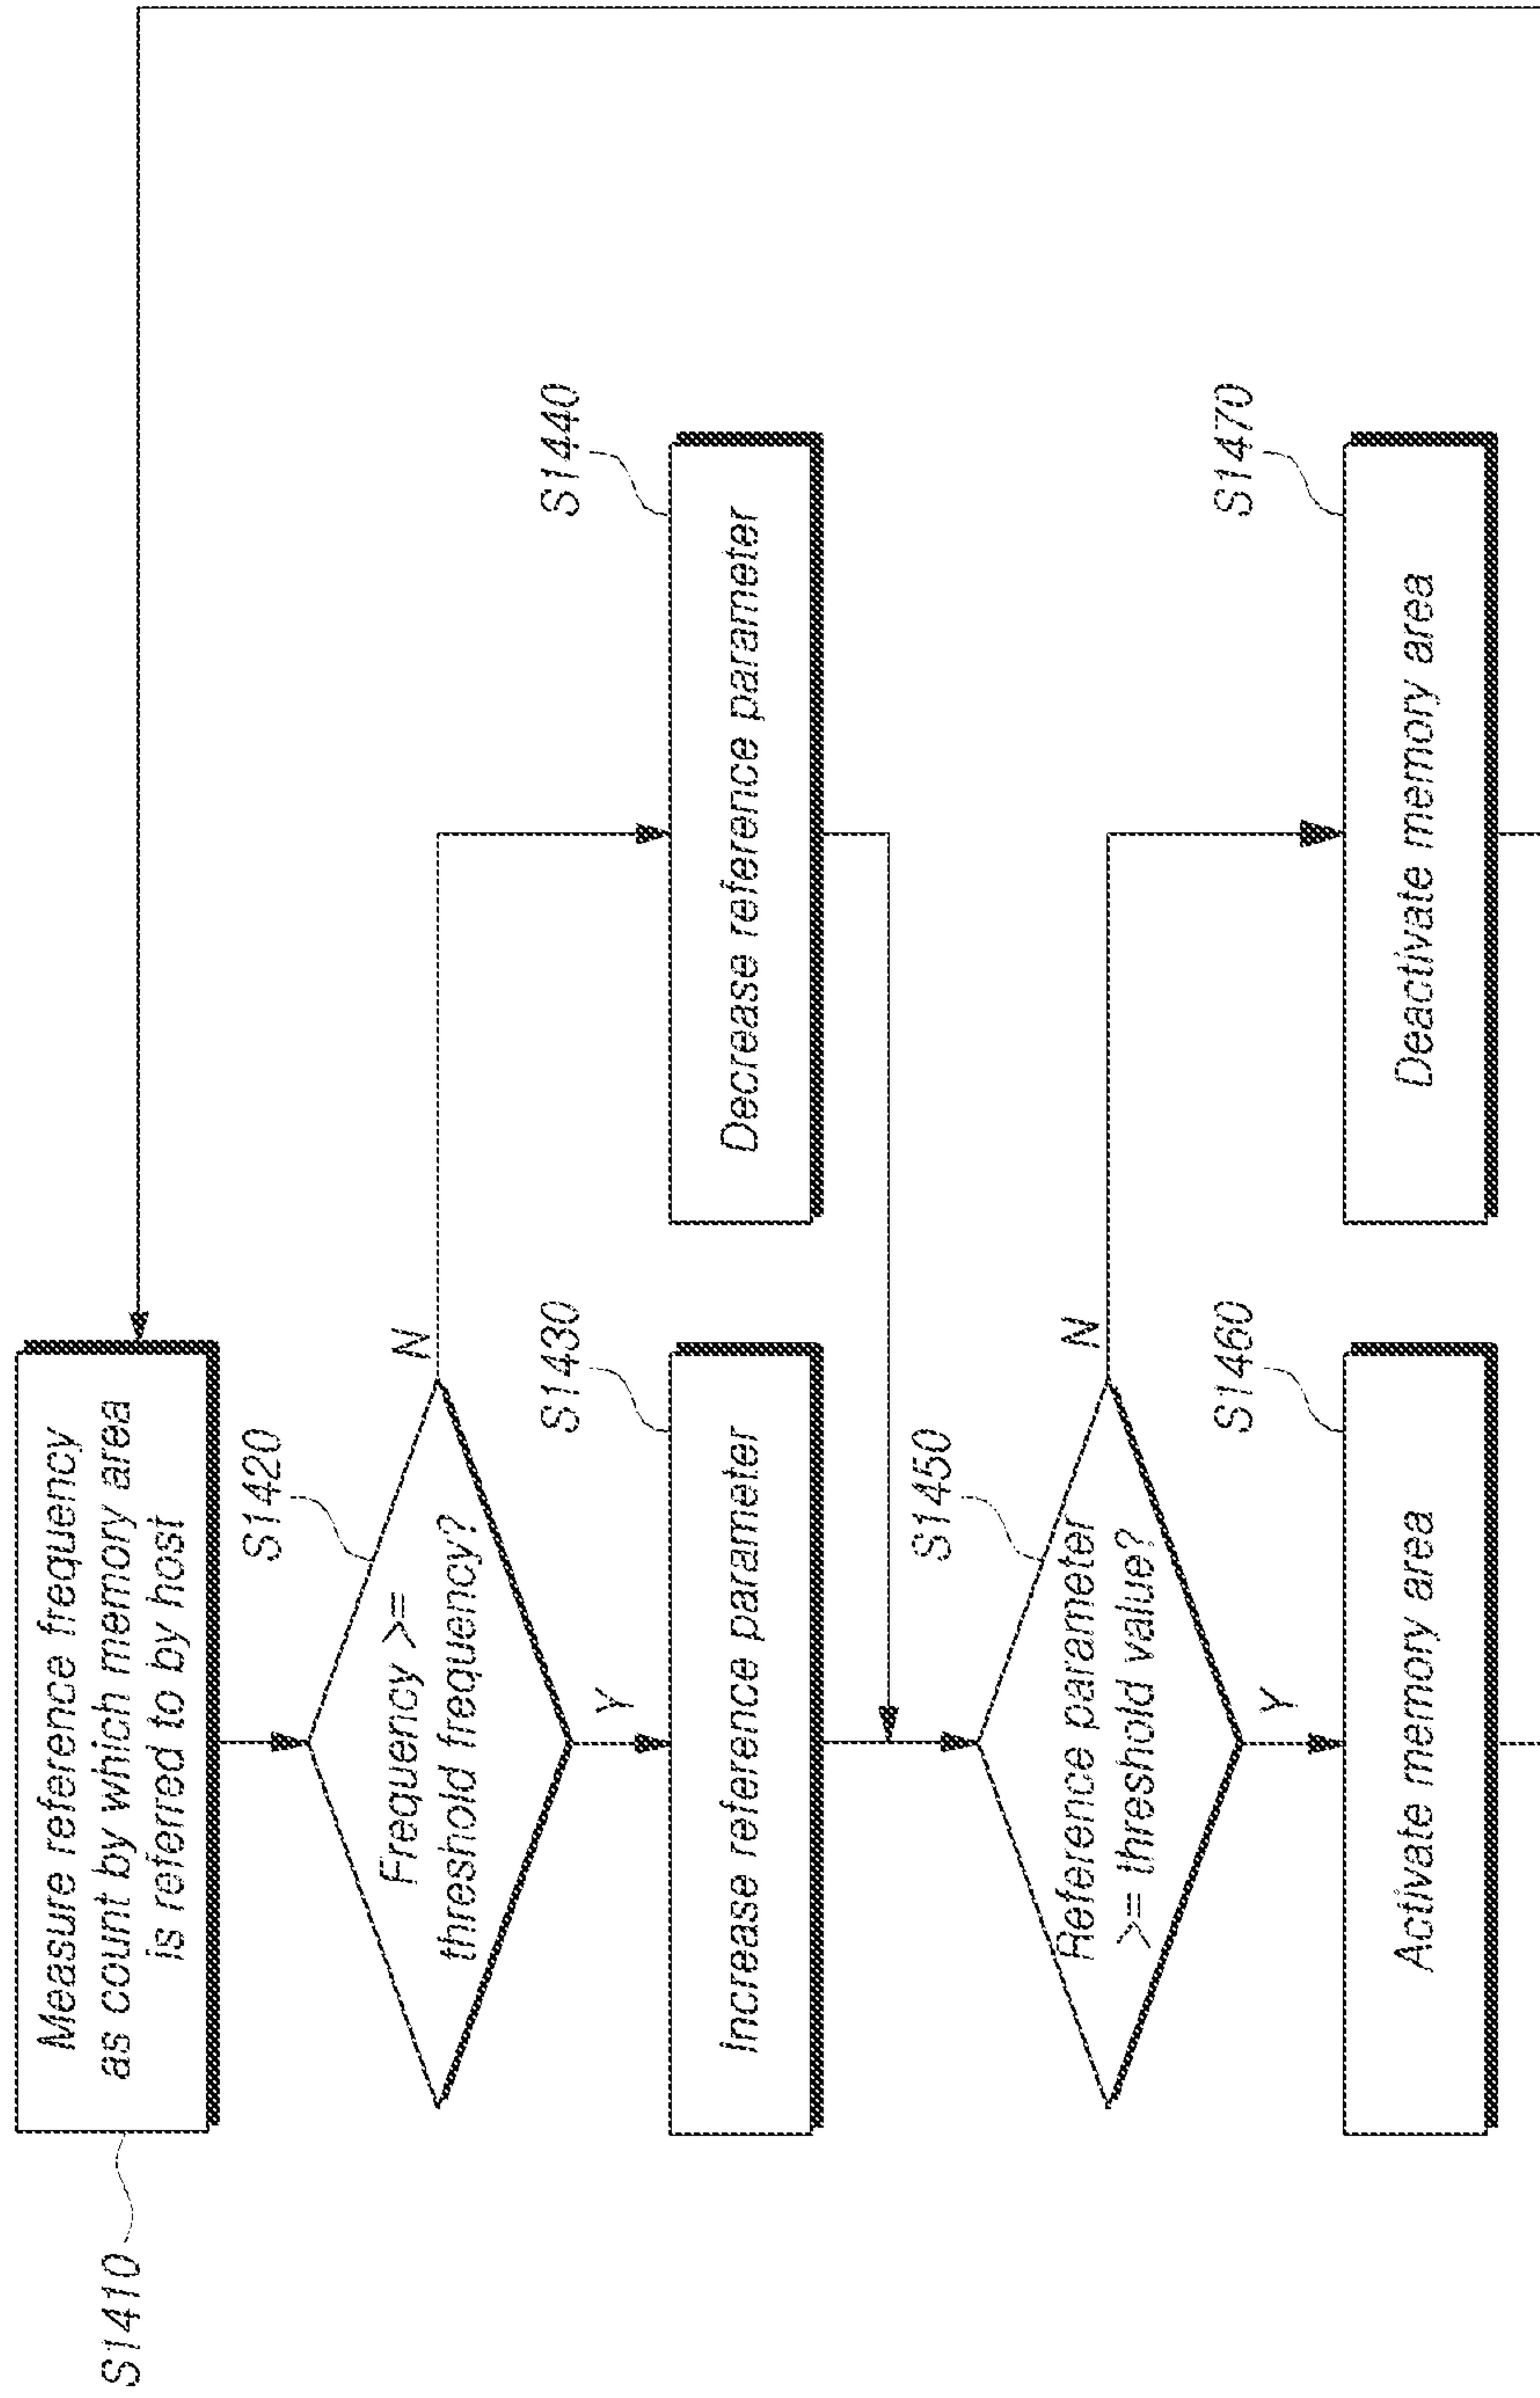 S1410
Measure reference frequency
as count by which memory area
is referred to by host
S1420
Frequency >=
threshold frequency?
N
Y
S1430
Increase reference parameter
S1440
Decrease reference parameter
S1450
Reference parameter
>= threshold value?
N
Y
S1460
Activate memory area
S1470
Deactivate memory area